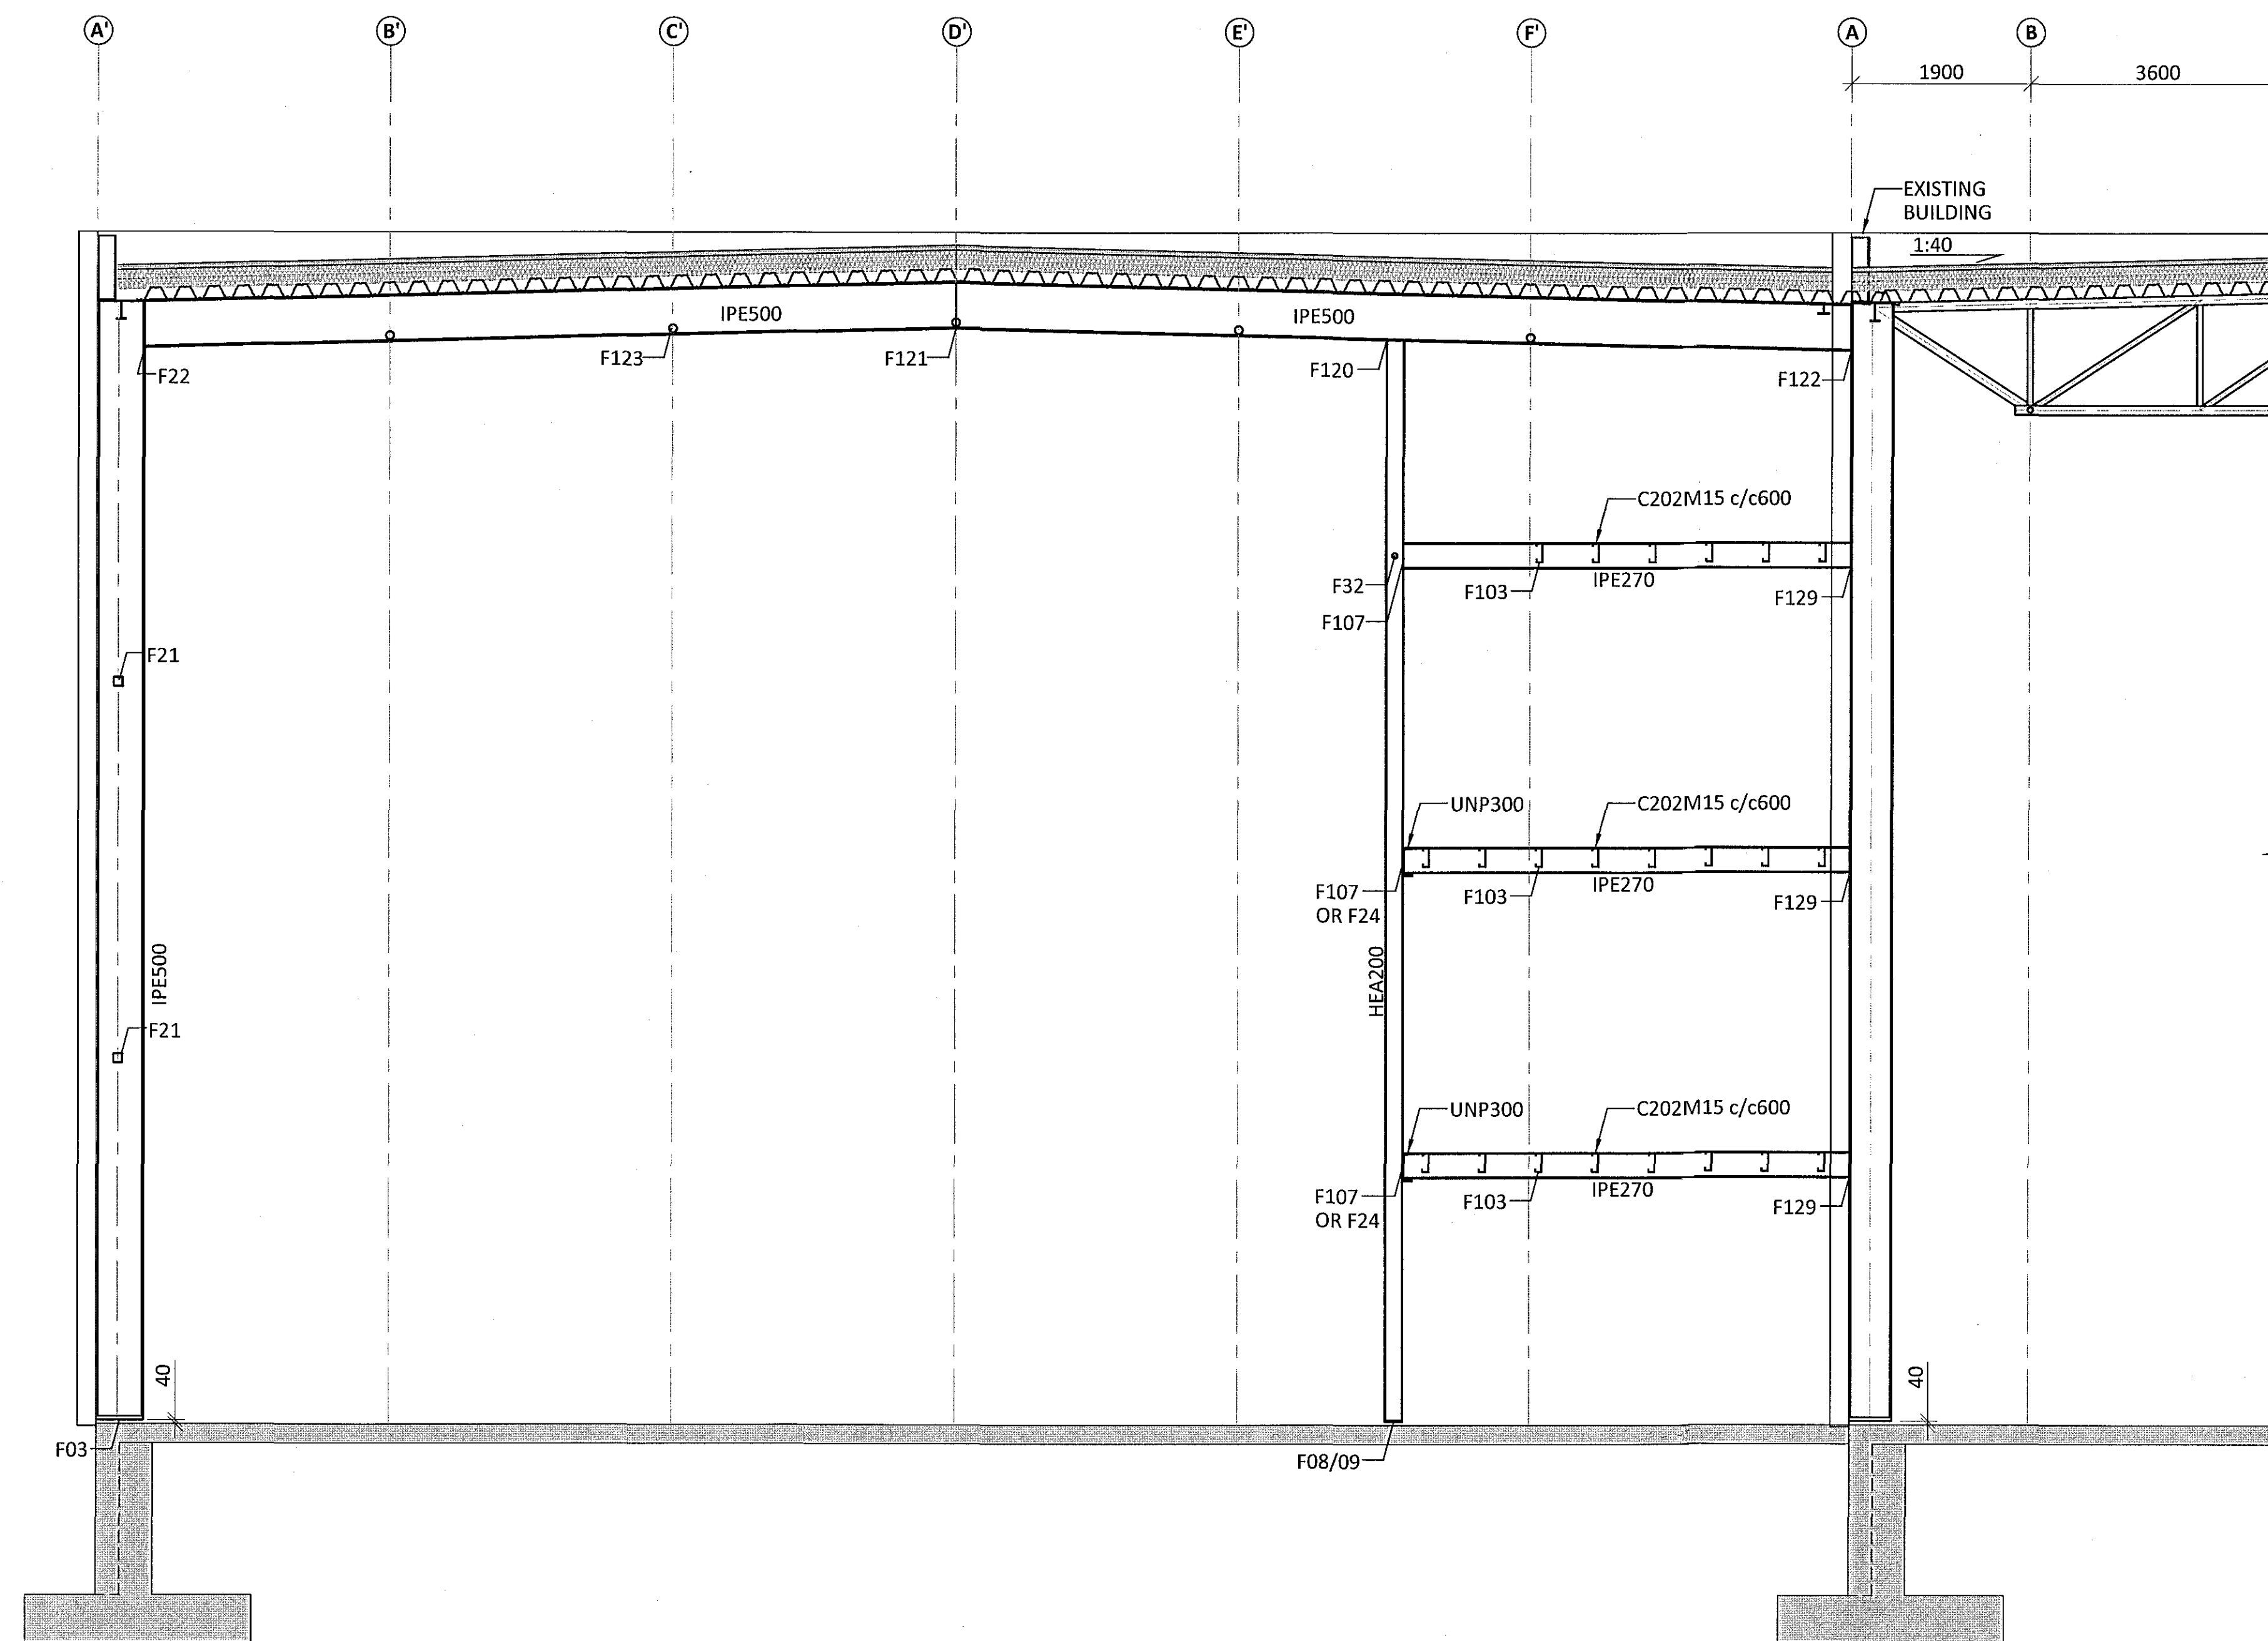 A' B' C' D' E' F' A B
1900 3600
EXISTING
BUILDING
1:40
IPE500 IPE500
F22 F123 F121 F120 F122
C202M15 c/c600
F32 F103 IPE270 F129
F107
F21
UNP300 C202M15 c/c600
F107 F103 IPE270 F129
OR F24
IPE500
HEA200
F21
UNP300 C202M15 c/c600
F107 F103 IPE270 F129
OR F24
40 40
F03 F08/09